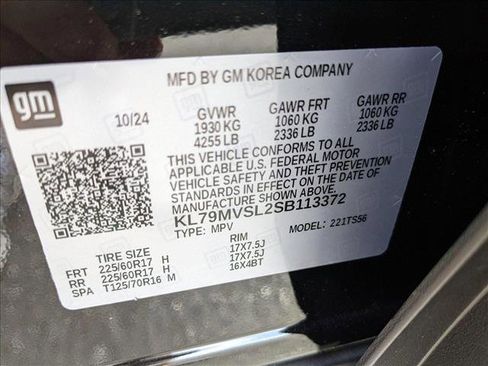 MFD BY GM KOREA COMPANY
gm
10/24 GVWR GAWR FRT GAWR RR
1930 KG 1060 KG 1060 KG
4255 LB 2336 LB 2336 LB
THIS VEHICLE CONFORMS TO ALL
APPLICABLE U.S. FEDERAL MOTOR
VEHICLE SAFETY AND THEFT PREVENTION
STANDARDS IN EFFECT ON THE DATE OF
MANUFACTURE SHOWN ABOVE.
KL79MVSL2SB113372
TYPE: MPV MODEL: 221TS56
TIRE SIZE RIM
FRT 225/60R17 H 17X7.5J
RR 225/60R17 H 17X7.5J
SPA T125/70R16 M 16X4BT